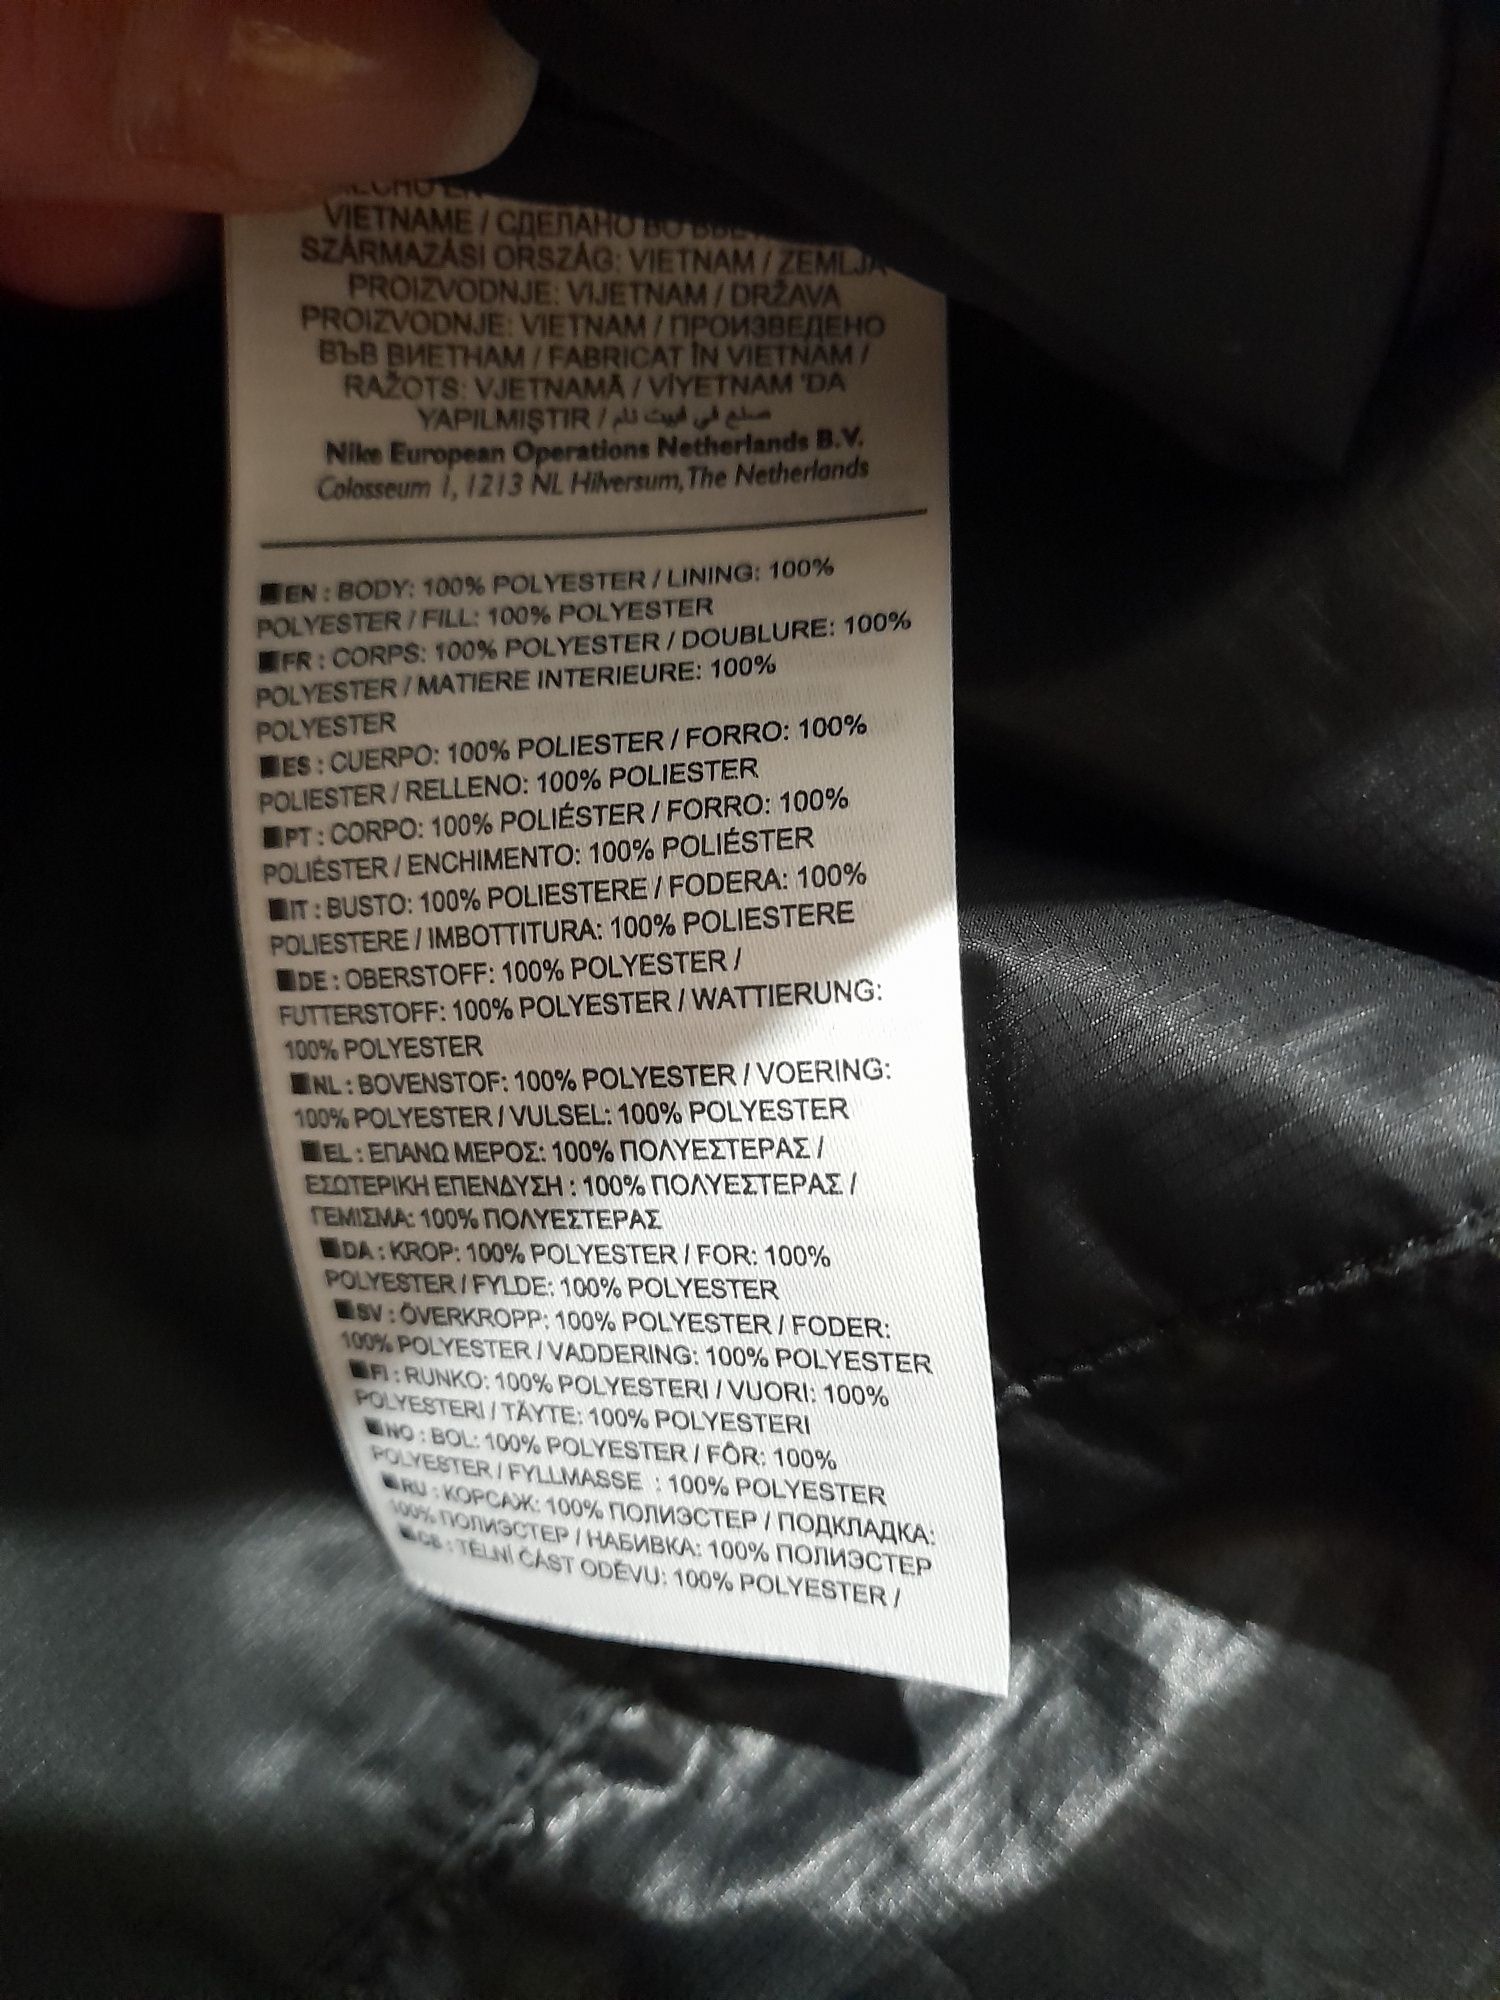 VIETNAME / СДЕЛАНО ВО
SZÁRMAZÁSI ORSZÁG: VIETNAM / ZEMLJA
PROIZVODNJE: VIJETNAM / DRŽAVA
PROIZVODNJE: VIETNAM / ПРОИЗВЕДЕНО
ВЪВ ВИЕТНАМ / FABRICAT ÎN VIETNAM /
RAŽOTS: VJETNAMĀ / VİYETNAM 'DA
YAPILMIŞTIR / صنع في فييت نام
Nike European Operations Netherlands B.V.
Colosseum 1, 1213 NL Hilversum, The Netherlands
EN : BODY: 100% POLYESTER / LINING: 100%
POLYESTER / FILL: 100% POLYESTER
FR : CORPS: 100% POLYESTER / DOUBLURE: 100%
POLYESTER / MATIERE INTERIEURE: 100%
POLYESTER
ES : CUERPO: 100% POLIESTER / FORRO: 100%
POLIESTER / RELLENO: 100% POLIESTER
PT : CORPO: 100% POLIÉSTER / FORRO: 100%
POLIÉSTER / ENCHIMENTO: 100% POLIÉSTER
IT : BUSTO: 100% POLIESTERE / FODERA: 100%
POLIESTERE / IMBOTTITURA: 100% POLIESTERE
DE : OBERSTOFF: 100% POLYESTER /
FUTTERSTOFF: 100% POLYESTER / WATTIERUNG:
100% POLYESTER
NL : BOVENSTOF: 100% POLYESTER / VOERING:
100% POLYESTER / VULSEL: 100% POLYESTER
EL : ΕΠΑΝΩ ΜΕΡΟΣ: 100% ΠΟΛΥΕΣΤΕΡΑΣ /
ΕΣΩΤΕΡΙΚΗ ΕΠΕΝΔΥΣΗ : 100% ΠΟΛΥΕΣΤΕΡΑΣ /
ΓΕΜΙΣΜΑ: 100% ΠΟΛΥΕΣΤΕΡΑΣ
DA : KROP: 100% POLYESTER / FOR: 100%
POLYESTER / FYLDE: 100% POLYESTER
SV : ÖVERKROPP: 100% POLYESTER / FODER:
100% POLYESTER / VADDERING: 100% POLYESTER
FI : RUNKO: 100% POLYESTERI / VUORI: 100%
POLYESTERI / TÄYTE: 100% POLYESTERI
NO : BOL: 100% POLYESTER / FÔR: 100%
POLYESTER / FYLLMASSE : 100% POLYESTER
RU : КОРСАЖ: 100% ПОЛИЭСТЕР / ПОДКЛАДКА:
100% ПОЛИЭСТЕР / НАБИВКА: 100% ПОЛИЭСТЕР
CS : TĚLNÍ ČÁST ODĚVU: 100% POLYESTER /